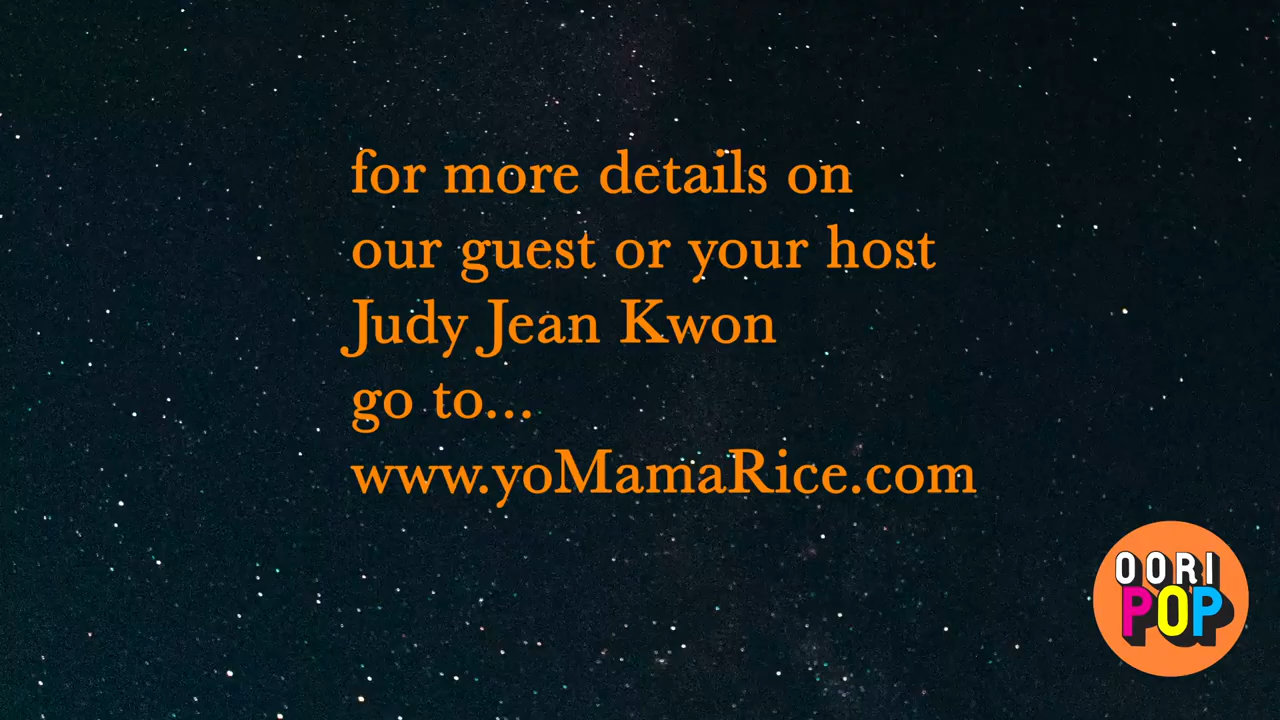 for more details on
our guest or your host
Judy Jean Kwon
go to...
www.yoMamaRice.com
OORI
POP